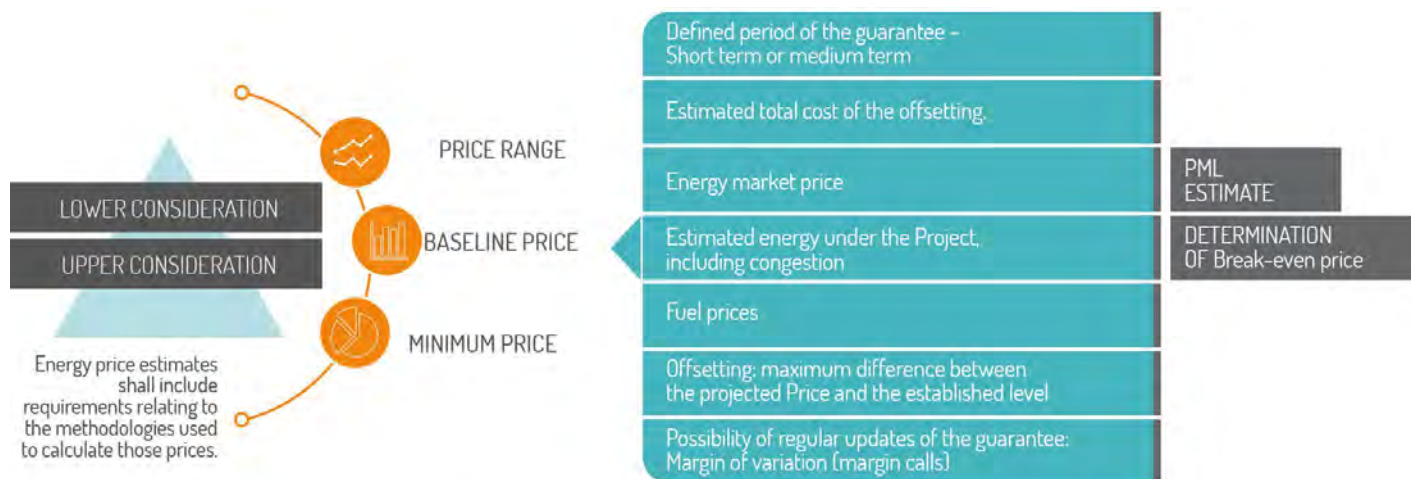 LOWER CONSIDERATION
UPPER CONSIDERATION
Energy price estimates
shall include
requirements relating to
the methodologies used
to calculate those prices.
PRICE RANGE
BASELINE PRICE
MINIMUM PRICE
Defined period of the guarantee –
Short term or medium term
Estimated total cost of the offsetting.
Energy market price
Estimated energy under the Project,
including congestion
Fuel prices
Offsetting: maximum difference between
the projected Price and the established level
Possibility of regular updates of the guarantee:
Margin of variation (margin calls)
PML
ESTIMATE
DETERMINATION
OF Break-even price